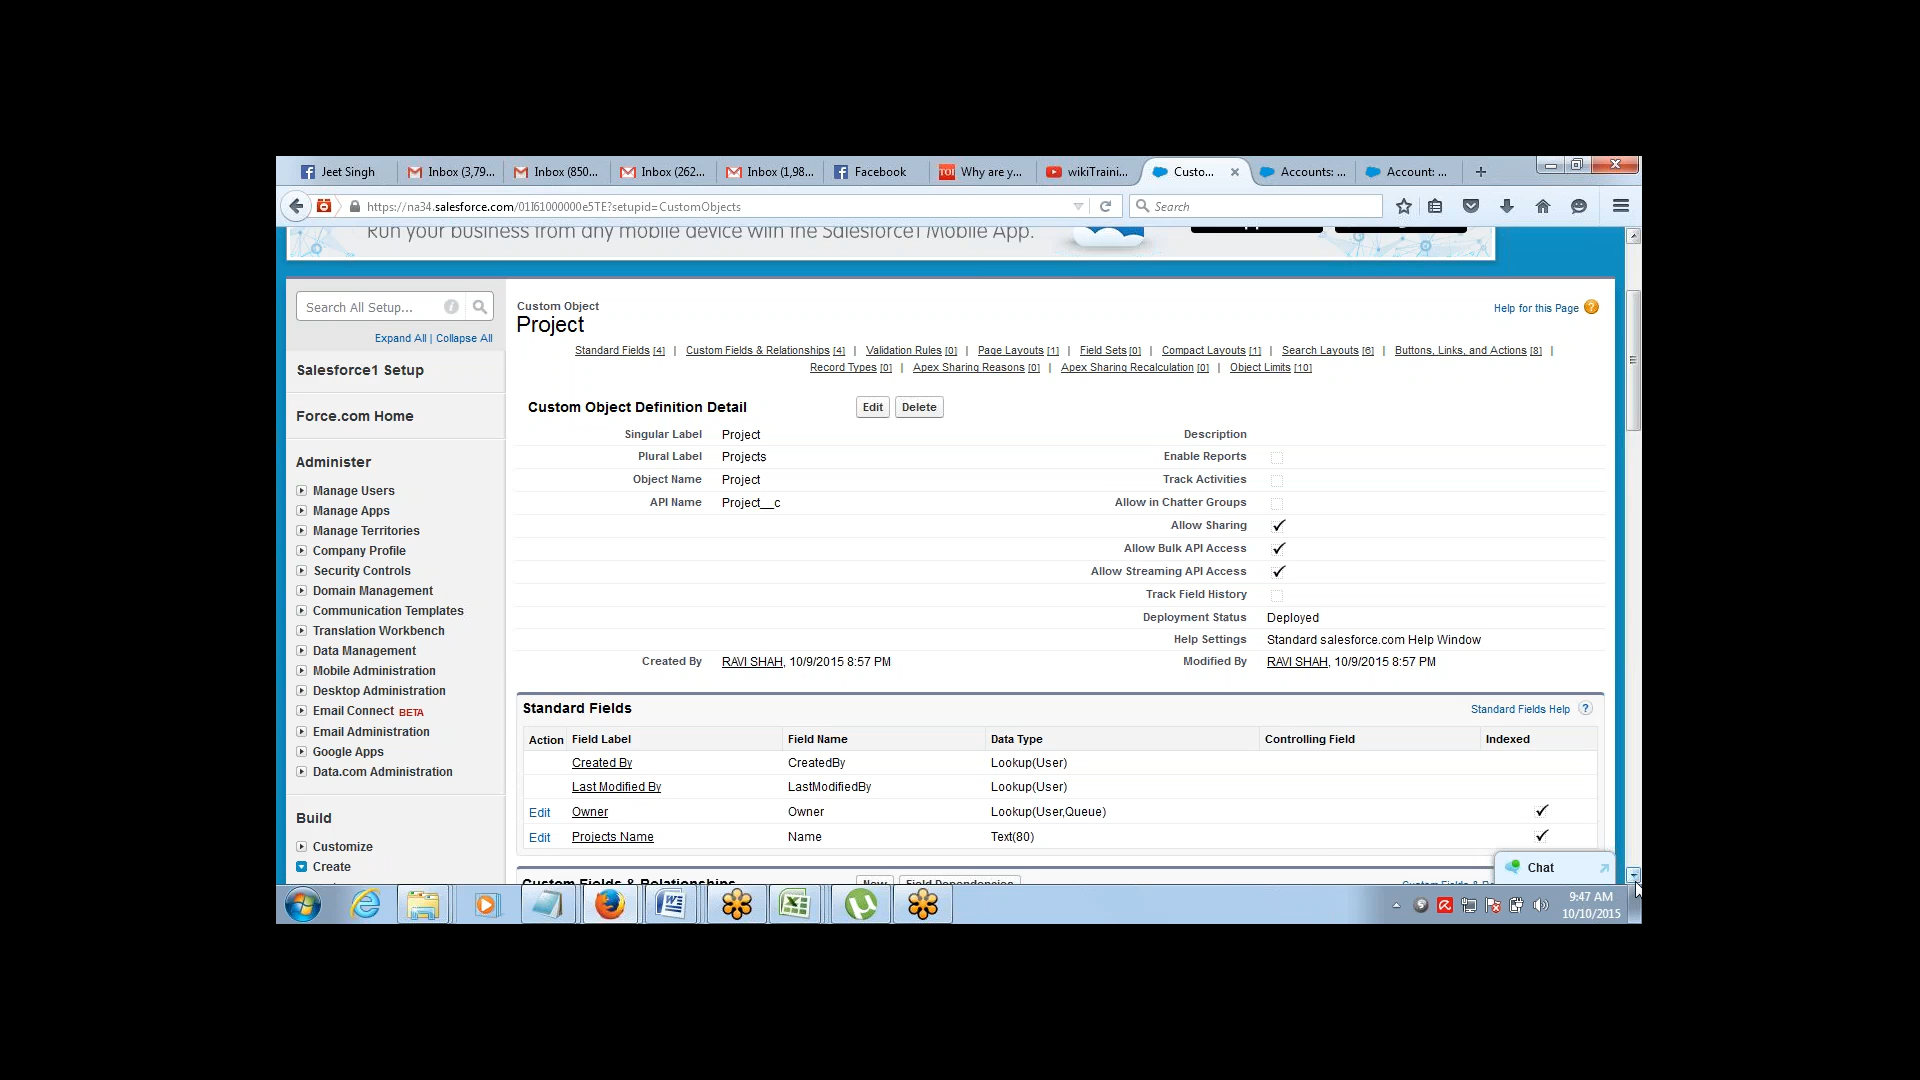 Jeet Singh
Inbox (3,79...
Inbox (850...
Inbox (262...
Inbox (1,98...
Facebook
TOI Why are y...
wikiTraini...
Custo...
Accounts: ...
Account: ...
https://na34.salesforce.com/01I61000000e5TE?setupid=CustomObjects
Search
Run your business from any mobile device with the Salesforce1 Mobile App.
Search All Setup...
Expand All | Collapse All
Salesforce1 Setup
Force.com Home
Administer
Manage Users
Manage Apps
Manage Territories
Company Profile
Security Controls
Domain Management
Communication Templates
Translation Workbench
Data Management
Mobile Administration
Desktop Administration
Email Connect BETA
Email Administration
Google Apps
Data.com Administration
Build
Customize
Create
Custom Object
Project
Help for this Page
Standard Fields [4] | Custom Fields & Relationships [4] | Validation Rules [0] | Page Layouts [1] | Field Sets [0] | Compact Layouts [1] | Search Layouts [6] | Buttons, Links, and Actions [8] |
Record Types [0] | Apex Sharing Reasons [0] | Apex Sharing Recalculation [0] | Object Limits [10]
Custom Object Definition Detail
Edit Delete
Singular Label Project Description
Plural Label Projects Enable Reports
Object Name Project Track Activities
API Name Project__c Allow in Chatter Groups
Allow Sharing
Allow Bulk API Access
Allow Streaming API Access
Track Field History
Deployment Status Deployed
Help Settings Standard salesforce.com Help Window
Created By RAVI SHAH, 10/9/2015 8:57 PM Modified By RAVI SHAH, 10/9/2015 8:57 PM
Standard Fields
Standard Fields Help ?
Action Field Label Field Name Data Type Controlling Field Indexed
Created By CreatedBy Lookup(User)
Last Modified By LastModifiedBy Lookup(User)
Edit Owner Owner Lookup(User,Queue)
Edit Projects Name Name Text(80)
Custom Fields & Relationships New Field Dependencies
Chat
9:47 AM
10/10/2015